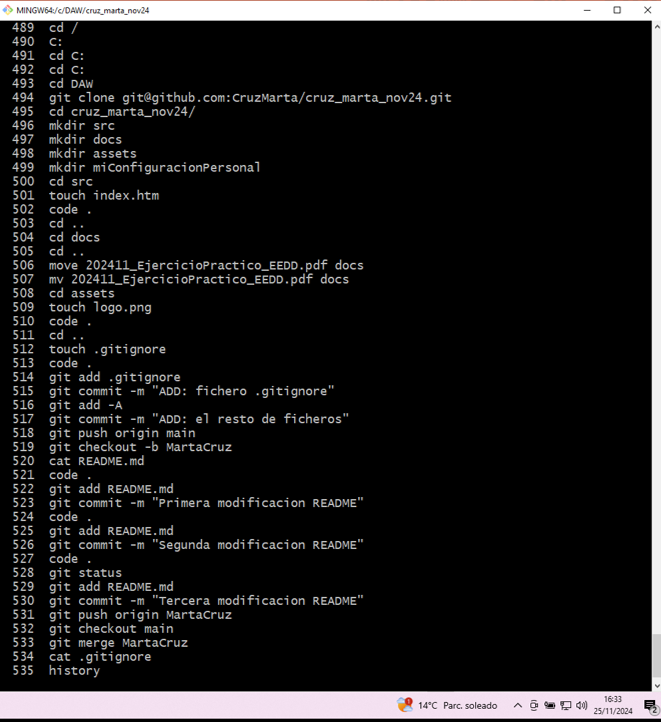 MINGW64:/c/DAW/cruz_marta_nov24
489 cd /
490 C:
491 cd C:
492 cd C:
493 cd DAW
494 git clone git@github.com:CruzMarta/cruz_marta_nov24.git
495 cd cruz_marta_nov24/
496 mkdir src
497 mkdir docs
498 mkdir assets
499 mkdir miConfiguracionPersonal
500 cd src
501 touch index.htm
502 code .
503 cd ..
504 cd docs
505 cd ..
506 move 202411_EjercicioPractico_EEDD.pdf docs
507 mv 202411_EjercicioPractico_EEDD.pdf docs
508 cd assets
509 touch logo.png
510 code .
511 cd ..
512 touch .gitignore
513 code .
514 git add .gitignore
515 git commit -m "ADD: fichero .gitignore"
516 git add -A
517 git commit -m "ADD: el resto de ficheros"
518 git push origin main
519 git checkout -b MartaCruz
520 cat README.md
521 code .
522 git add README.md
523 git commit -m "Primera modificacion README"
524 code .
525 git add README.md
526 git commit -m "Segunda modificacion README"
527 code .
528 git status
529 git add README.md
530 git commit -m "Tercera modificacion README"
531 git push origin MartaCruz
532 git checkout main
533 git merge MartaCruz
534 cat .gitignore
535 history
14°C Parc. soleado
16:33
25/11/2024
2